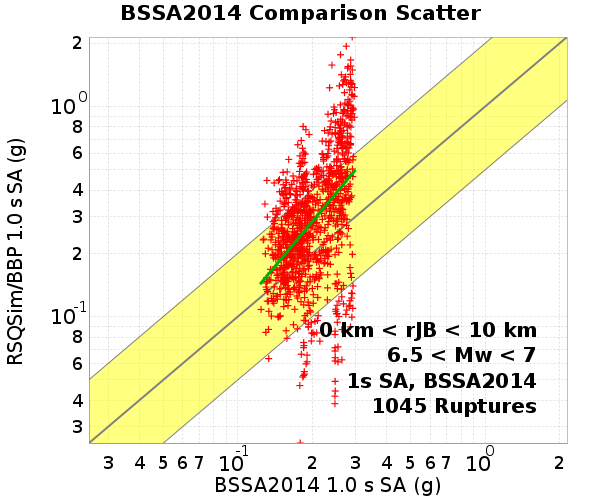 BSSA2014 Comparison Scatter
RSQSim/BBP 1.0 s SA (g)
2
10^0
8
6
4
3
2
10^-1
8
6
4
3
0 km < rJB < 10 km
6.5 < Mw < 7
1s SA, BSSA2014
1045 Ruptures
3 4 5 6 7 10^-1 2 3 4 5 6 7 10^0 2
BSSA2014 1.0 s SA (g)